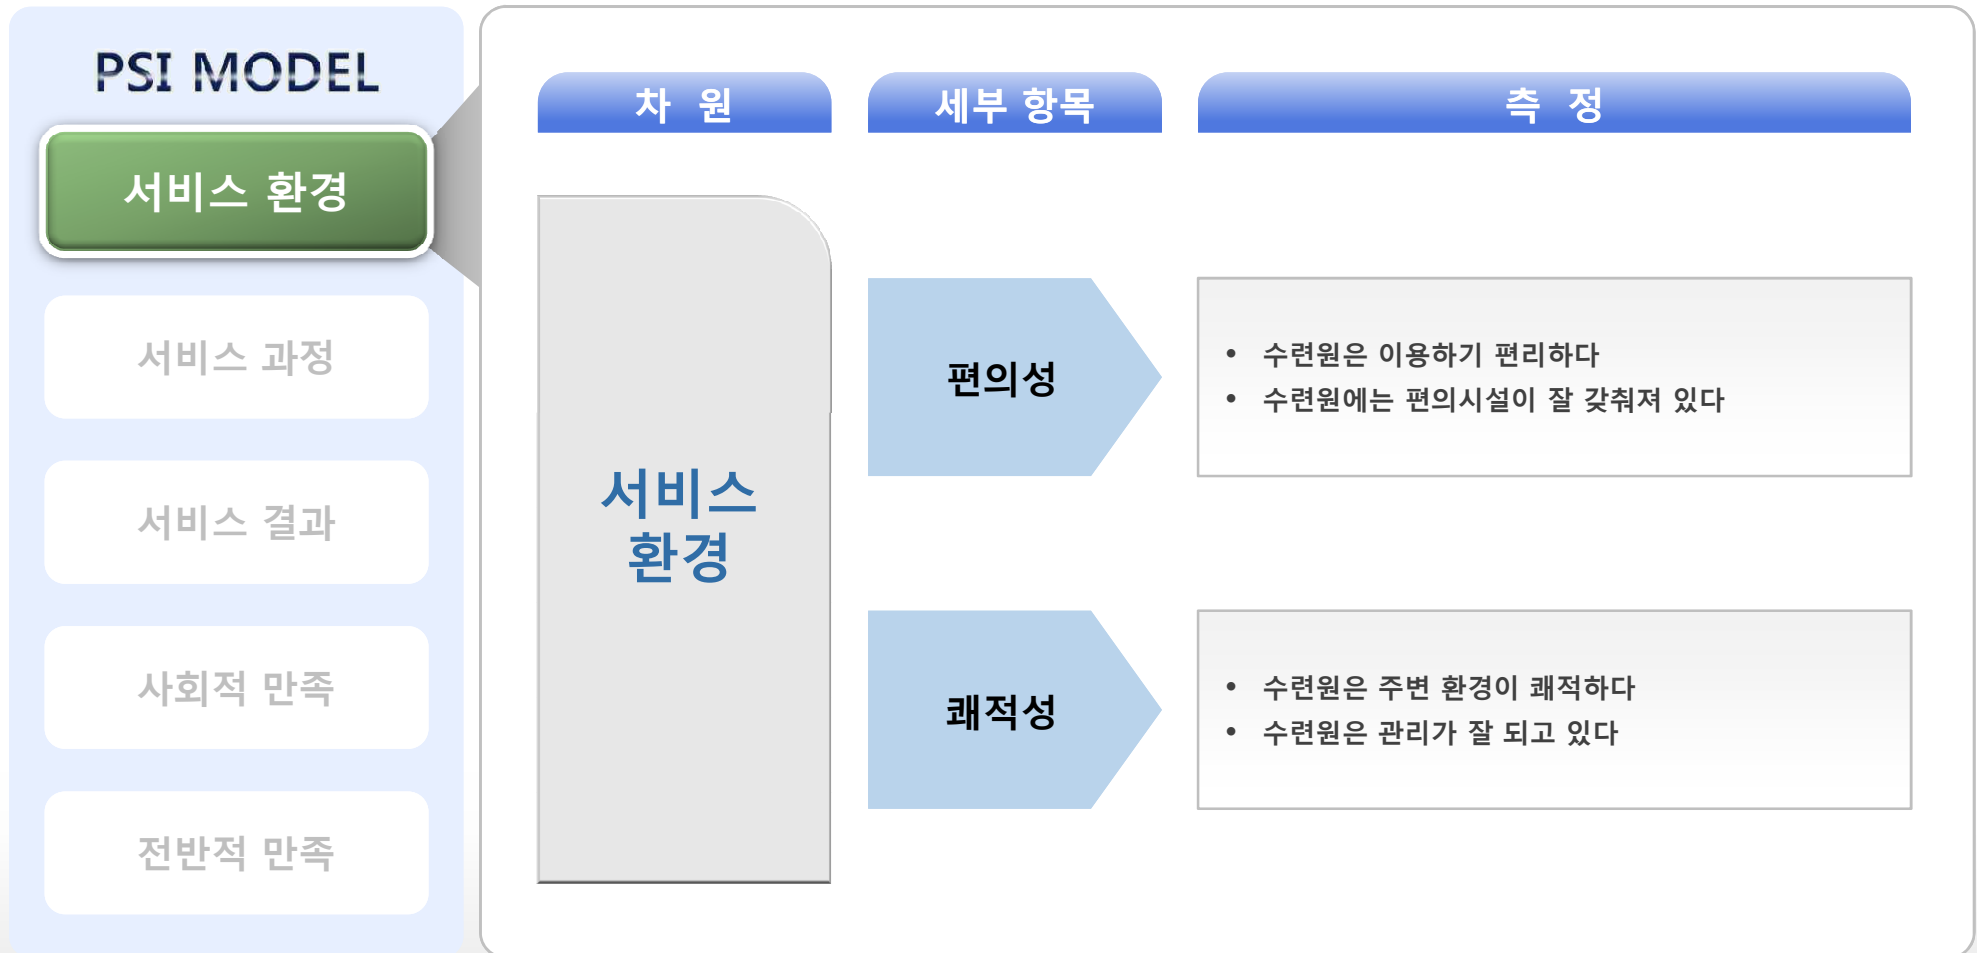 PSI MODEL
서비스 환경
서비스 과정
서비스 결과
사회적 만족
전반적 만족
차 원
세부 항목
측 정
서비스
환경
편의성
• 수련원은 이용하기 편리하다
• 수련원에는 편의시설이 잘 갖춰져 있다
쾌적성
• 수련원은 주변 환경이 쾌적하다
• 수련원은 관리가 잘 되고 있다